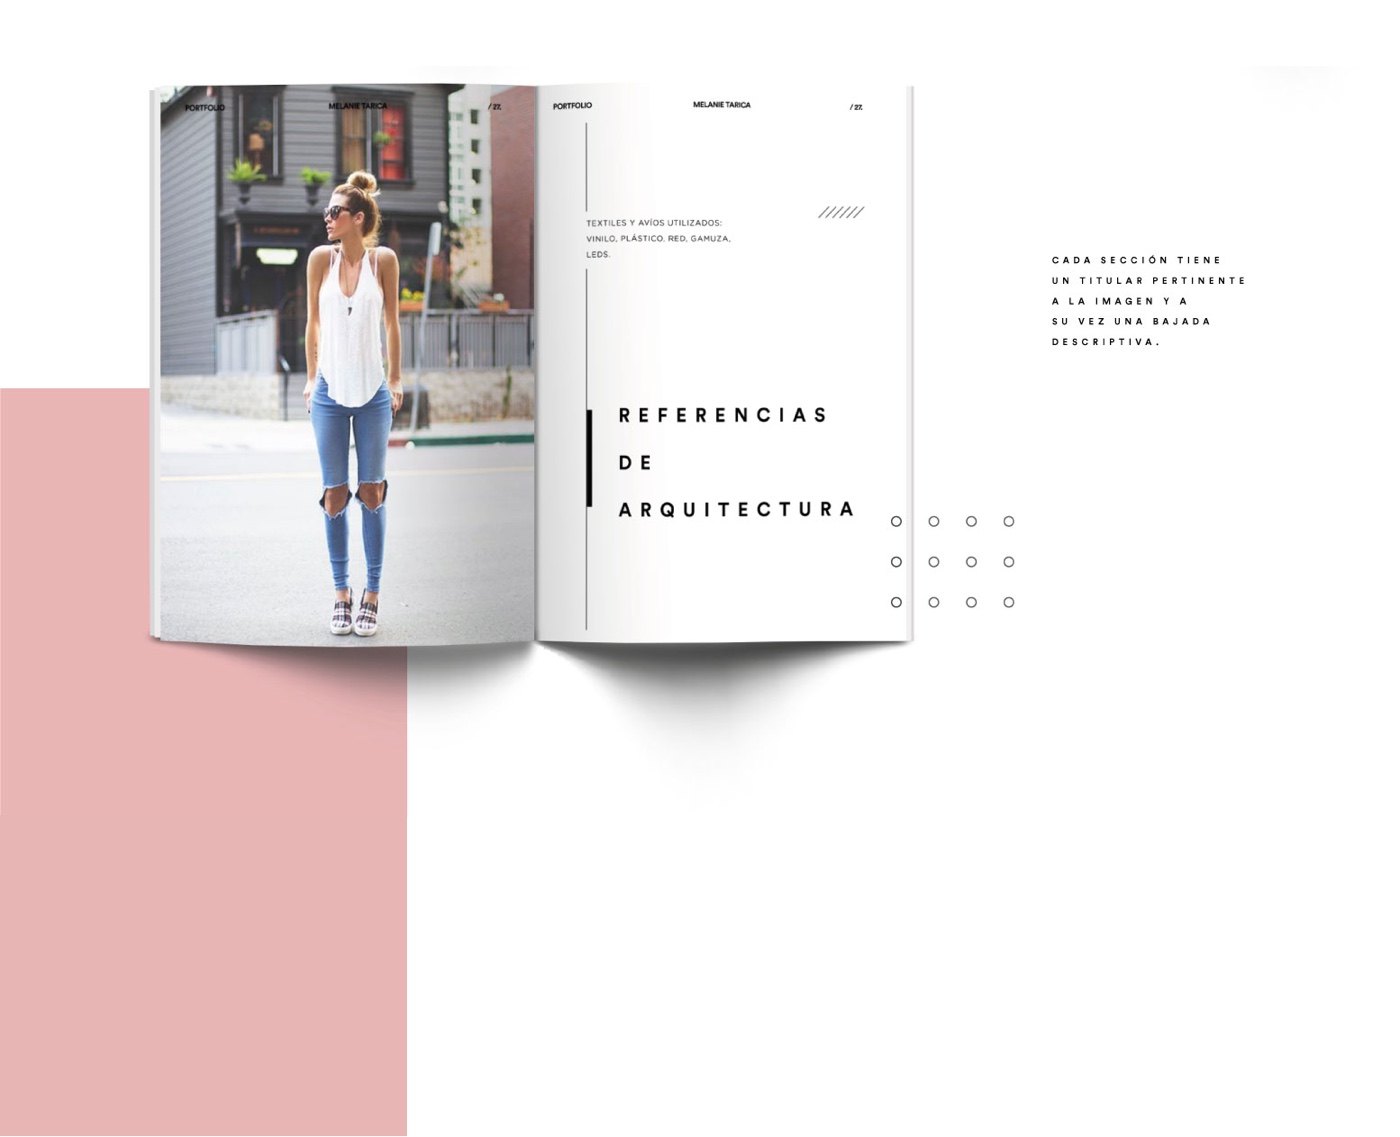 PORTFOLIO
MELANIE TARICA
/ 27.
PORTFOLIO
MELANIE TARICA
/ 27.
TEXTILES Y AVÍOS UTILIZADOS:
VINILO, PLÁSTICO, RED, GAMUZA,
LEDS.
REFERENCIAS
DE
ARQUITECTURA
CADA SECCIÓN TIENE
UN TITULAR PERTINENTE
A LA IMAGEN Y A
SU VEZ UNA BAJADA
DESCRIPTIVA.